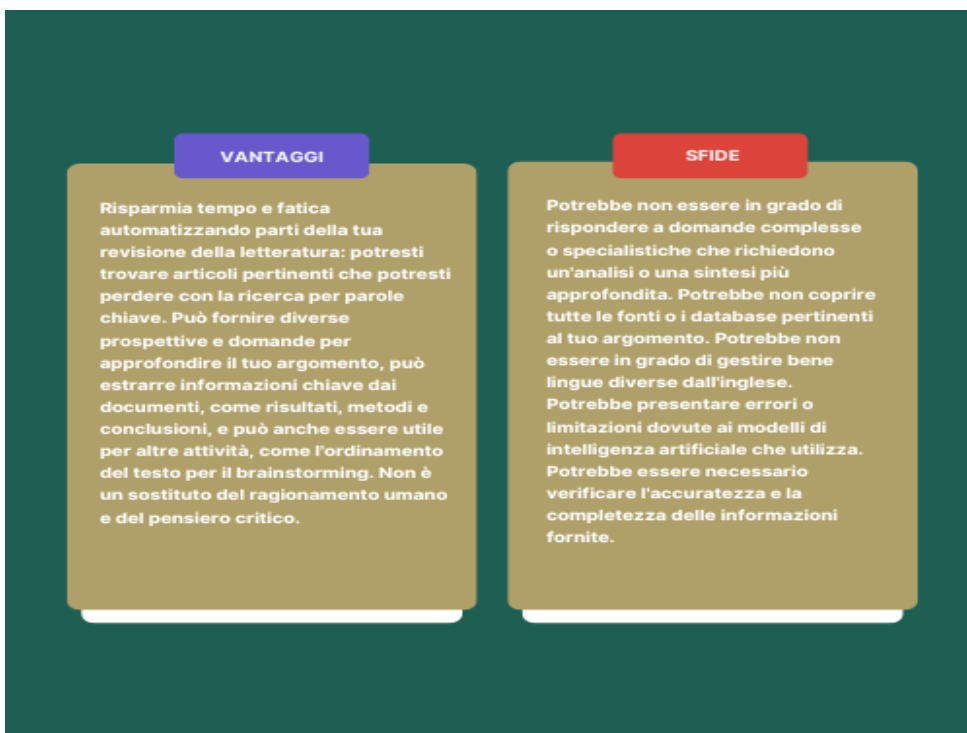 VANTAGGI
Risparmia tempo e fatica
automatizzando parti della tua
revisione della letteratura: potresti
trovare articoli pertinenti che potresti
perdere con la ricerca per parole
chiave. Può fornire diverse
prospettive e domande per
approfondire il tuo argomento, può
estrarre informazioni chiave dai
documenti, come risultati, metodi e
conclusioni, e può anche essere utile
per altre attività, come l'ordinamento
del testo per il brainstorming. Non è
un sostituto del ragionamento umano
e del pensiero critico.
SFIDE
Potrebbe non essere in grado di
rispondere a domande complesse
o specialistiche che richiedono
un'analisi o una sintesi più
approfondita. Potrebbe non coprire
tutte le fonti o i database pertinenti
al tuo argomento. Potrebbe non
essere in grado di gestire bene
lingue diverse dall'inglese.
Potrebbe presentare errori o
limitazioni dovute ai modelli di
intelligenza artificiale che utilizza.
Potrebbe essere necessario
verificare l'accuratezza e la
completezza delle informazioni
fornite.